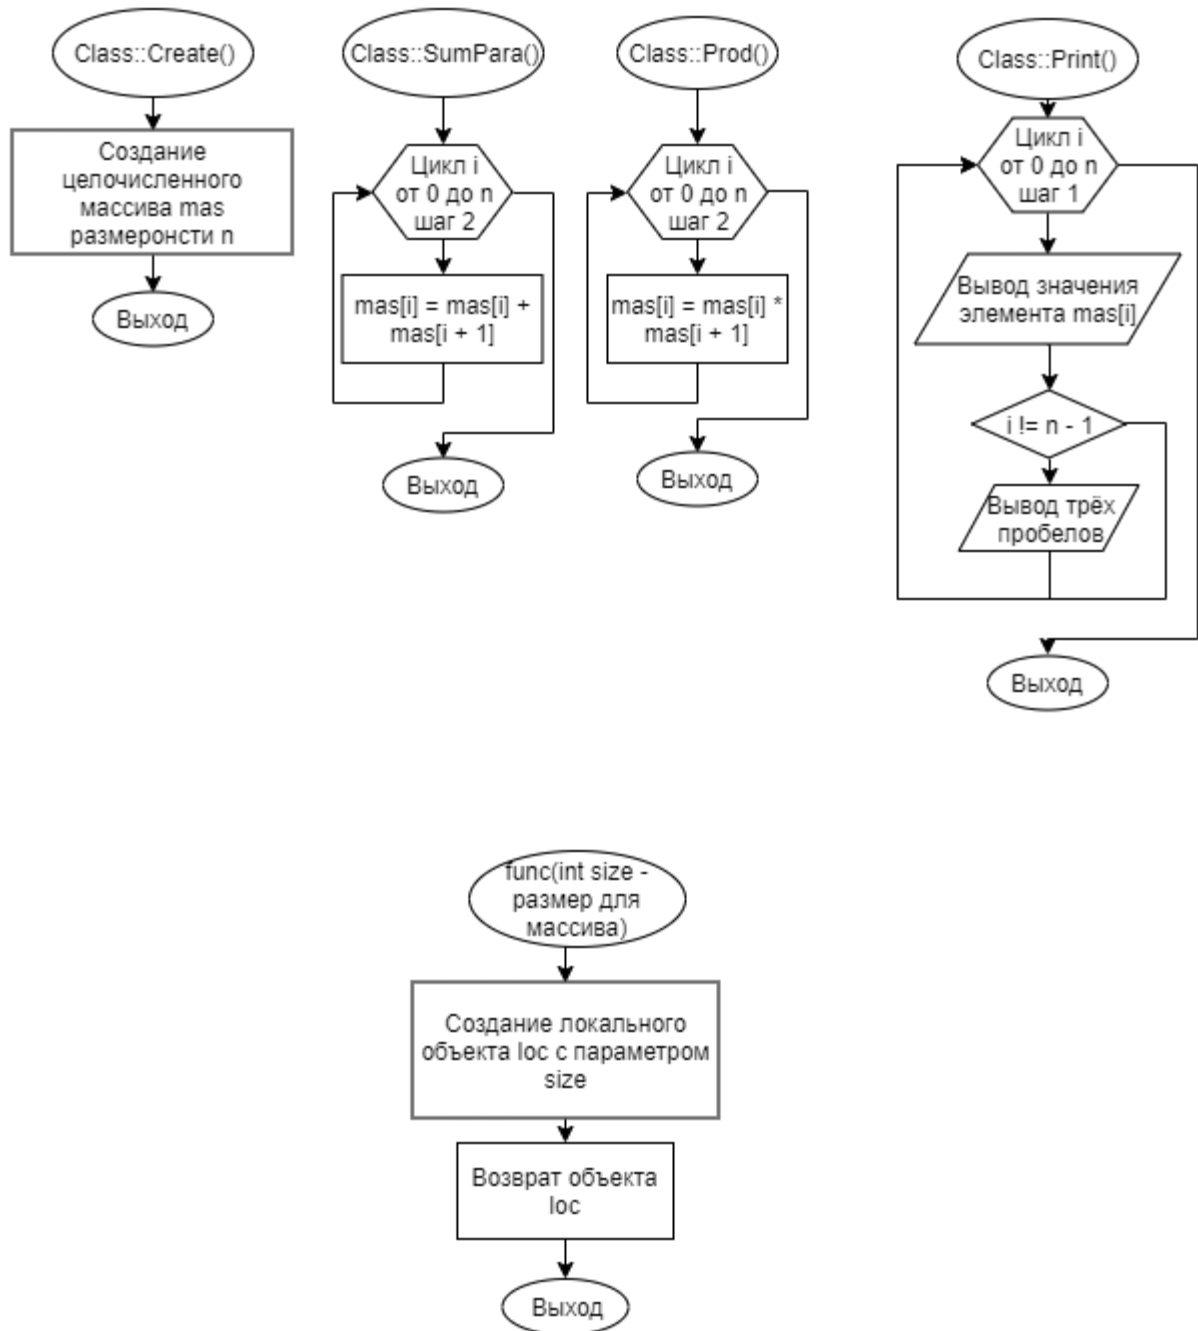 Class::Create()
Создание
целочисленного
массива mas
размеронсти n
Выход
Class::SumPara()
Цикл i
от 0 до n
шаг 2
mas[i] = mas[i] +
mas[i + 1]
Выход
Class::Prod()
Цикл i
от 0 до n
шаг 2
mas[i] = mas[i] *
mas[i + 1]
Выход
Class::Print()
Цикл i
от 0 до n
шаг 1
Вывод значения
элемента mas[i]
i != n - 1
Вывод трёх
пробелов
Выход
func(int size -
размер для
массива)
Создание локального
объекта loc с параметром
size
Возврат объекта
loc
Выход